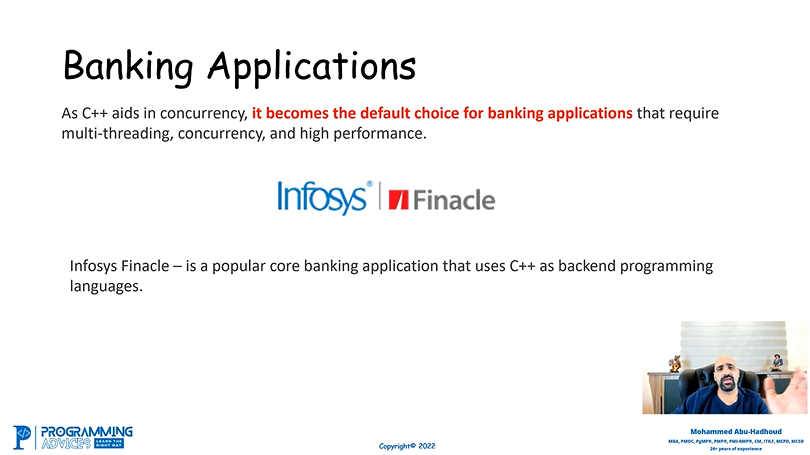 Banking Applications
As C++ aids in concurrency, it becomes the default choice for banking applications that require
multi-threading, concurrency, and high performance.
Infosys® | Finacle
Infosys Finacle – is a popular core banking application that uses C++ as backend programming
languages.
PROGRAMMING
ADVICES LEARN THE
RIGHT WAY
Copyright© 2022
Mohammed Abu-Hadhoud
MBA, PMOC, PgMP®, PMP®, PMI-RMP®, CM, ITILF, MCPD, MCSD
26+ years of experience